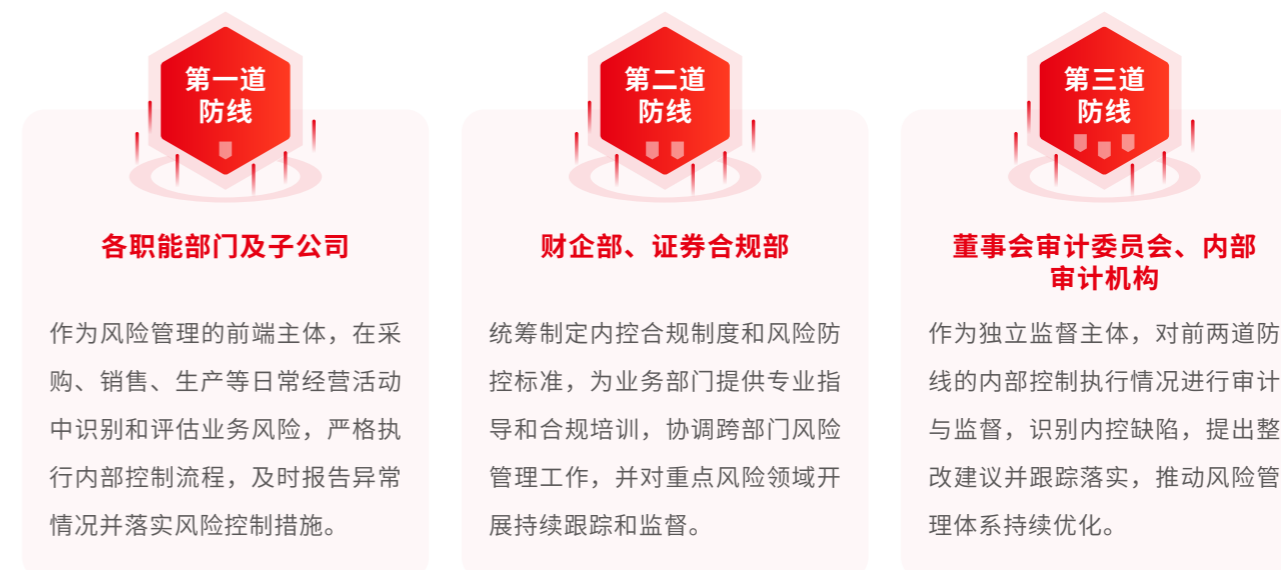 第一道
防线
各职能部门及子公司
作为风险管理的前端主体，在采
购、销售、生产等日常经营活动
中识别和评估业务风险，严格执
行内部控制流程，及时报告异常
情况并落实风险控制措施。
第二道
防线
财企部、证券合规部
统筹制定内控合规制度和风险防
控标准，为业务部门提供专业指
导和合规培训，协调跨部门风险
管理工作，并对重点风险领域开
展持续跟踪和监督。
第三道
防线
董事会审计委员会、内部
审计机构
作为独立监督主体，对前两道防
线的内部控制执行情况进行审计
与监督，识别内控缺陷，提出整
改建议并跟踪落实，推动风险管
理体系持续优化。